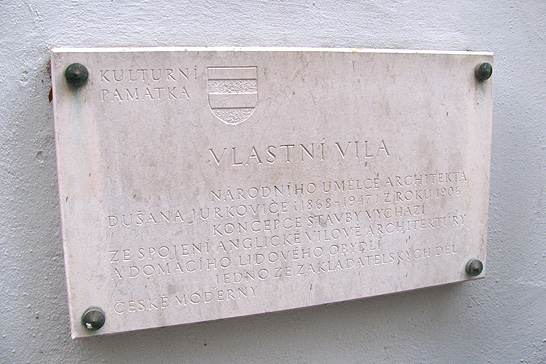 KULTURNÍ
PAMÁTKA
VLASTNÍ VILA
NÁRODNÍHO UMĚLCE ARCHITEKTA
DUŠANA JURKOVIČE (1868-1947) Z ROKU 1906
KONCEPCE STAVBY VYCHÁZÍ
ZE SPOJENÍ ANGLICKÉ VILOVÉ ARCHITEKTURY
A DOMÁCÍHO LIDOVÉHO OBYDLÍ
JEDNO ZE ZAKLADATELSKÝCH DĚL
ČESKÉ MODERNY